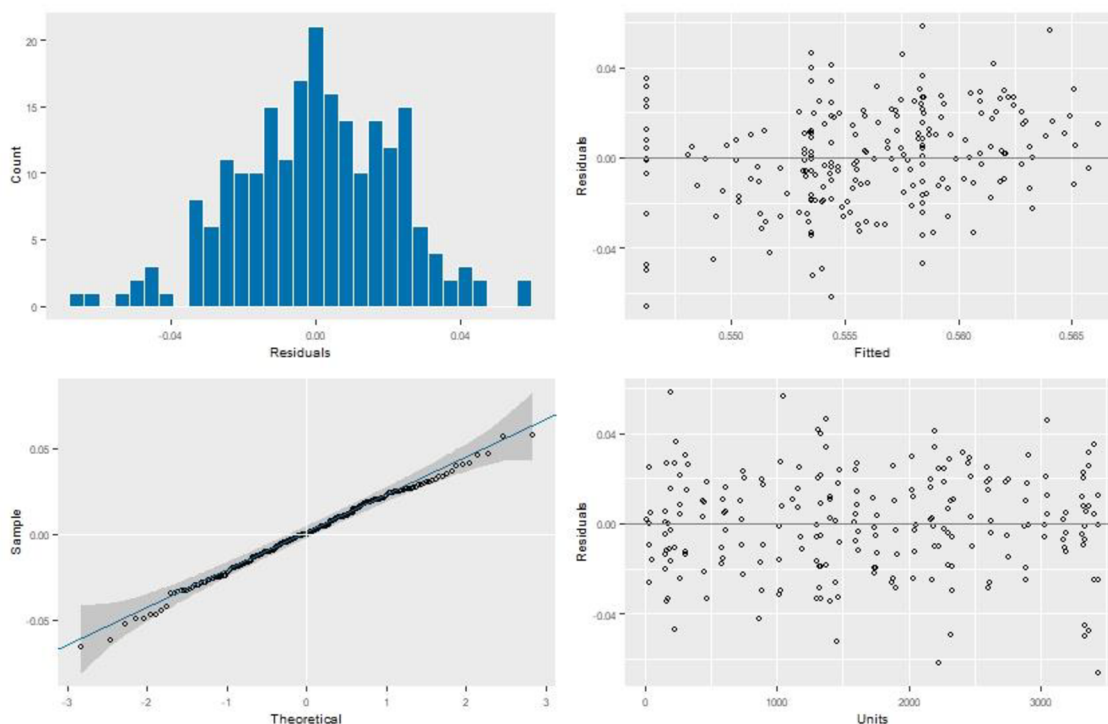 20
15
10
5
0
Count
-0.04 0.00 0.04
Residuals
0.04
0.00
-0.04
Residuals
0.550 0.555 0.560 0.565
Fitted
0.05
0.00
-0.05
Sample
-3 -2 -1 0 1 2 3
Theoretical
0.04
0.00
-0.04
Residuals
0 1000 2000 3000
Units